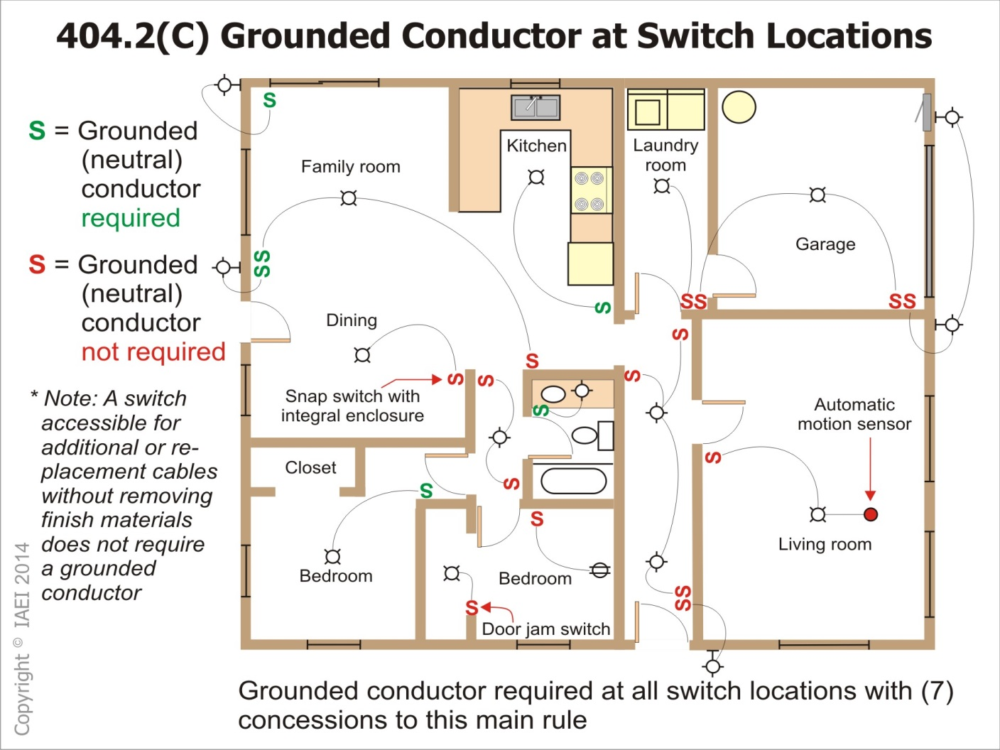 404.2(C) Grounded Conductor at Switch Locations
S = Grounded
(neutral)
conductor
required
S = Grounded
(neutral)
conductor
not required
* Note: A switch
accessible for
additional or re-
placement cables
without removing
finish materials
does not require
a grounded
conductor
Copyright © IAEI 2014
S
Family room
Kitchen
Laundry
room
Garage
SS
S
SS
SS
Dining
S
S
S
S
S
Snap switch with
integral enclosure
S
Automatic
motion sensor
Closet
S
S
S
S
Living room
Bedroom
Bedroom
SS
S
Door jam switch
Grounded conductor required at all switch locations with (7)
concessions to this main rule